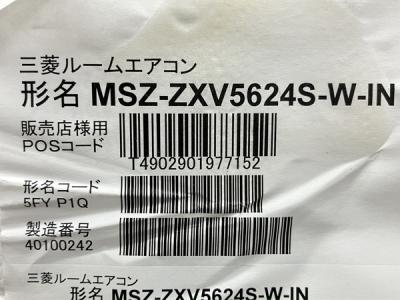 三菱ルームエアコン
形名 MSZ-ZXV5624S-W-IN
販売店様用
POSコード
T4902901977152
形名コード
5FY P1Q
製造番号
40100242
三菱ルームエアコン
形名 MSZ-ZXV5624S-W-IN